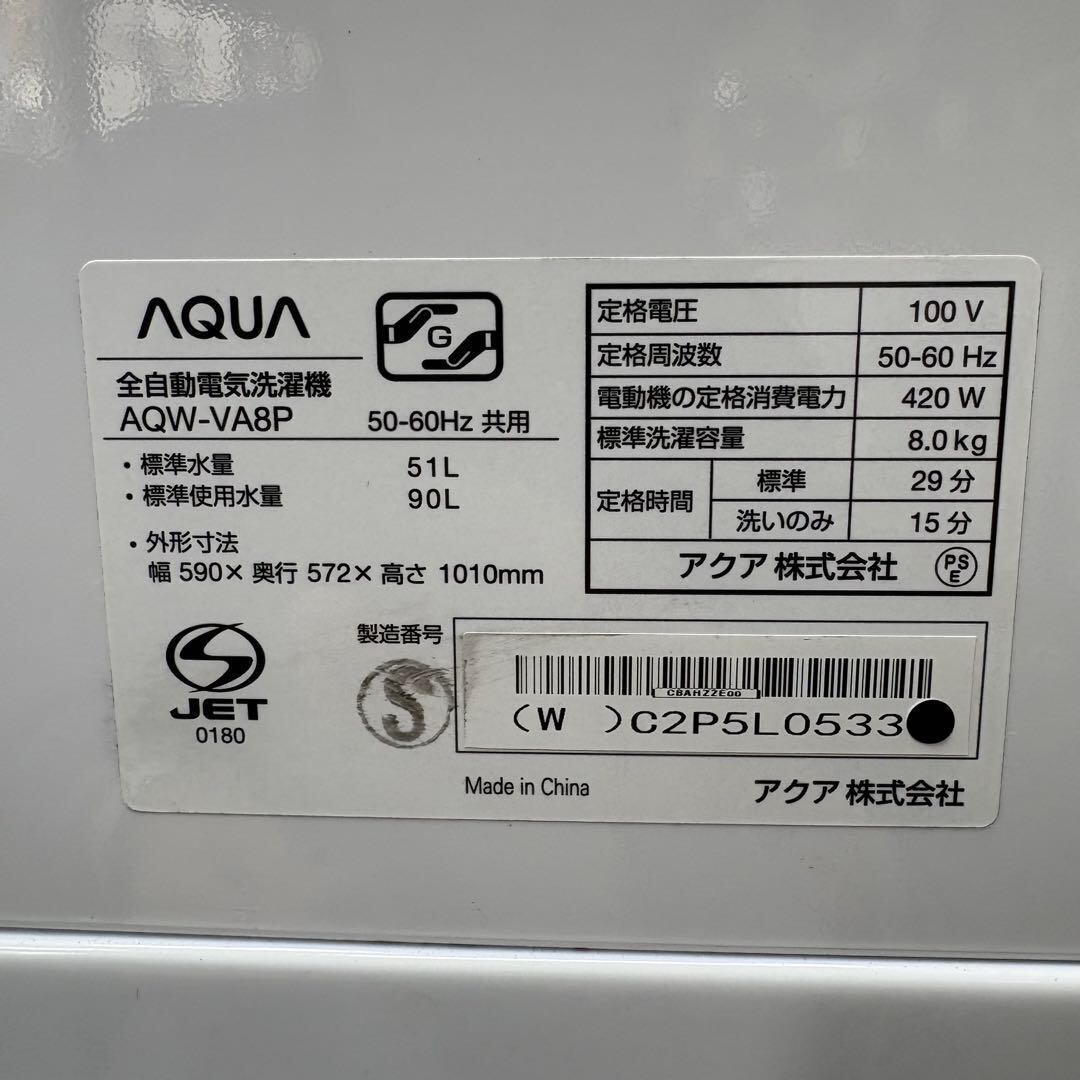 AQUA
G
全自動電気洗濯機
AQW-VA8P 50-60Hz 共用
・標準水量 51L
・標準使用水量 90L
・外形寸法
幅 590× 奥行 572× 高さ 1010mm
定格電圧 100 V
定格周波数 50-60 Hz
電動機の定格消費電力 420 W
標準洗濯容量 8.0kg
定格時間 標準 29分
洗いのみ 15分
アクア 株式会社 PS E
S JET
0180
製造番号
S
CBAHZZE00
(W )C2P5L0533
Made in China
アクア 株式会社